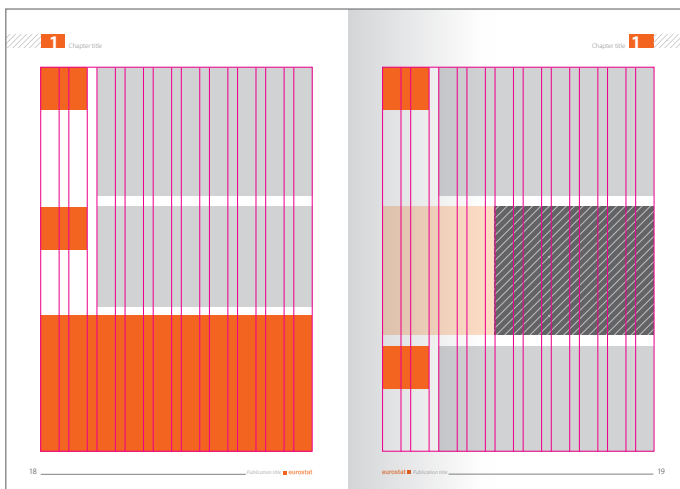 1
Chapter title
Chapter title
1
18
Publication title
eurostat
eurostat
Publication title
19